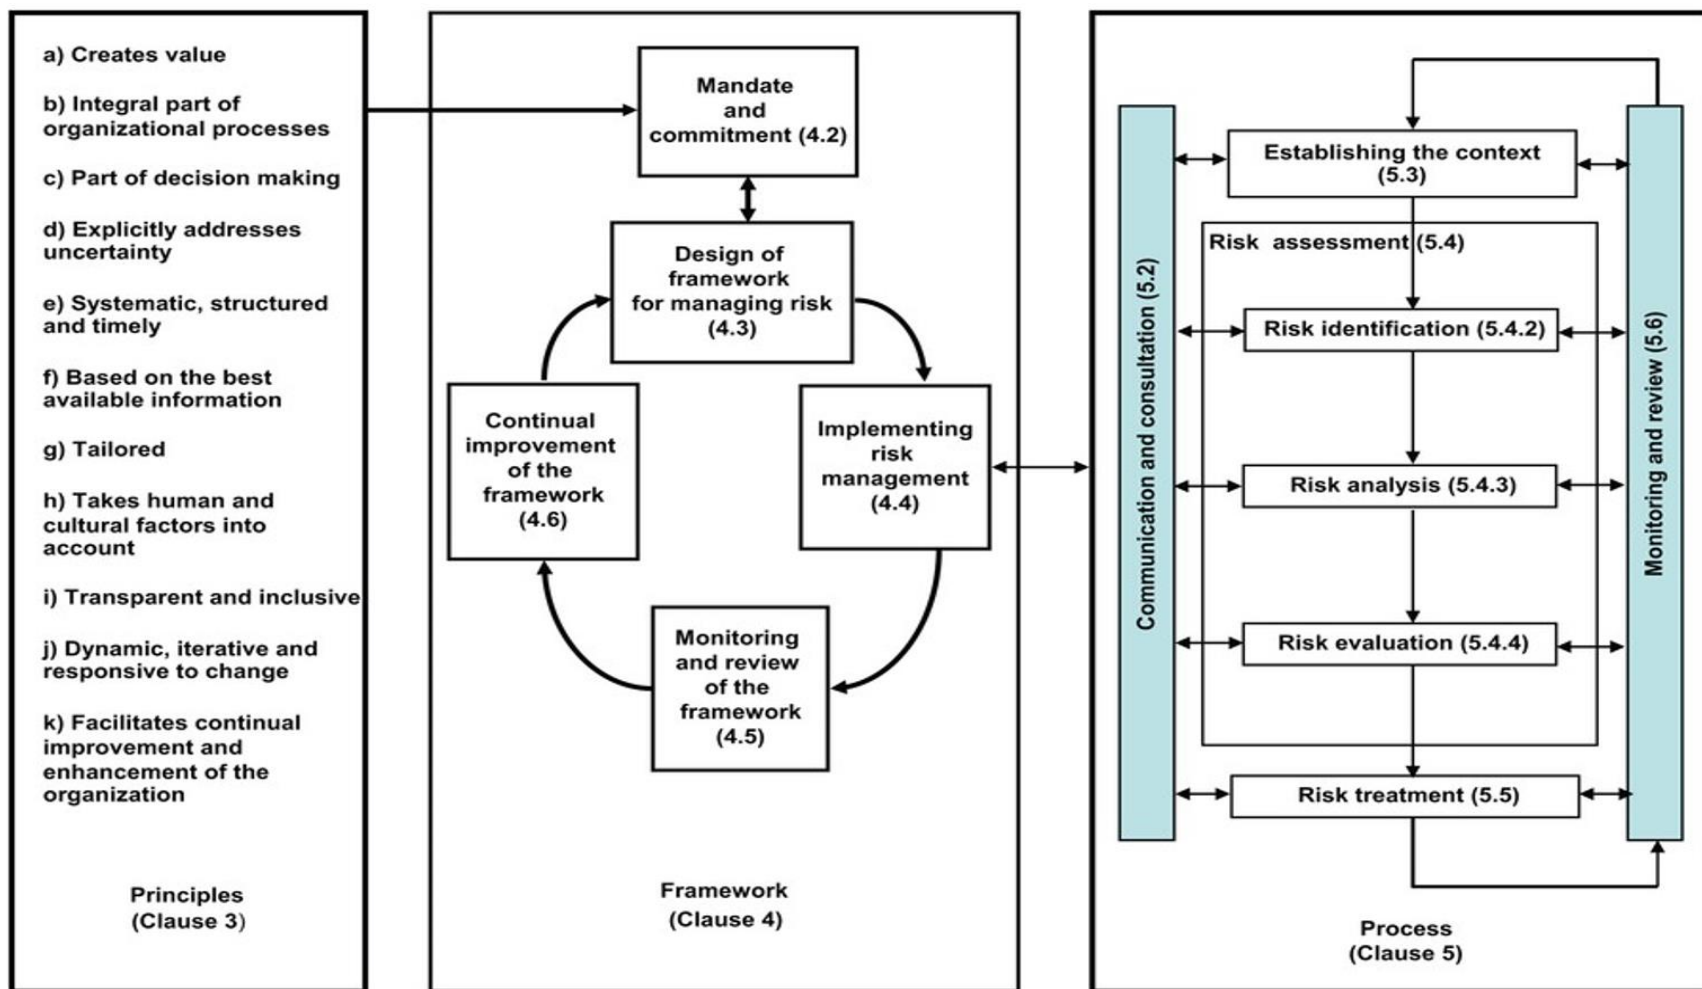 a) Creates value
b) Integral part of
organizational processes
c) Part of decision making
d) Explicitly addresses
uncertainty
e) Systematic, structured
and timely
f) Based on the best
available information
g) Tailored
h) Takes human and
cultural factors into
account
i) Transparent and inclusive
j) Dynamic, iterative and
responsive to change
k) Facilitates continual
improvement and
enhancement of the
organization
Principles
(Clause 3)
Mandate
and
commitment (4.2)
Design of
framework
for managing risk
(4.3)
Continual
improvement
of the
framework
(4.6)
Implementing
risk
management
(4.4)
Monitoring
and review
of the
framework
(4.5)
Framework
(Clause 4)
Communication and consultation (5.2)
Establishing the context
(5.3)
Risk assessment (5.4)
Risk identification (5.4.2)
Risk analysis (5.4.3)
Risk evaluation (5.4.4)
Risk treatment (5.5)
Monitoring and review (5.6)
Process
(Clause 5)